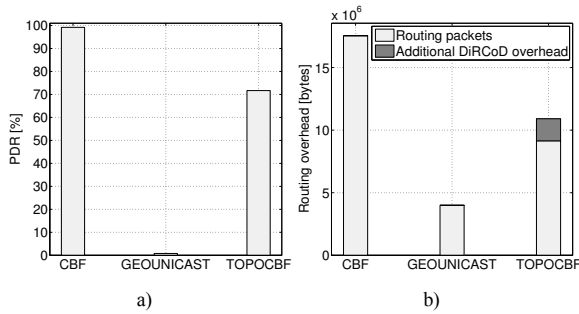 100
90
80
70
60
50
40
30
20
10
0
PDR [%]
CBF GEOUNICAST TOPOCBF
a)
x 10^6
Routing packets
Additional DiRCoD overhead
15
10
5
0
Routing overhead [bytes]
CBF GEOUNICAST TOPOCBF
b)